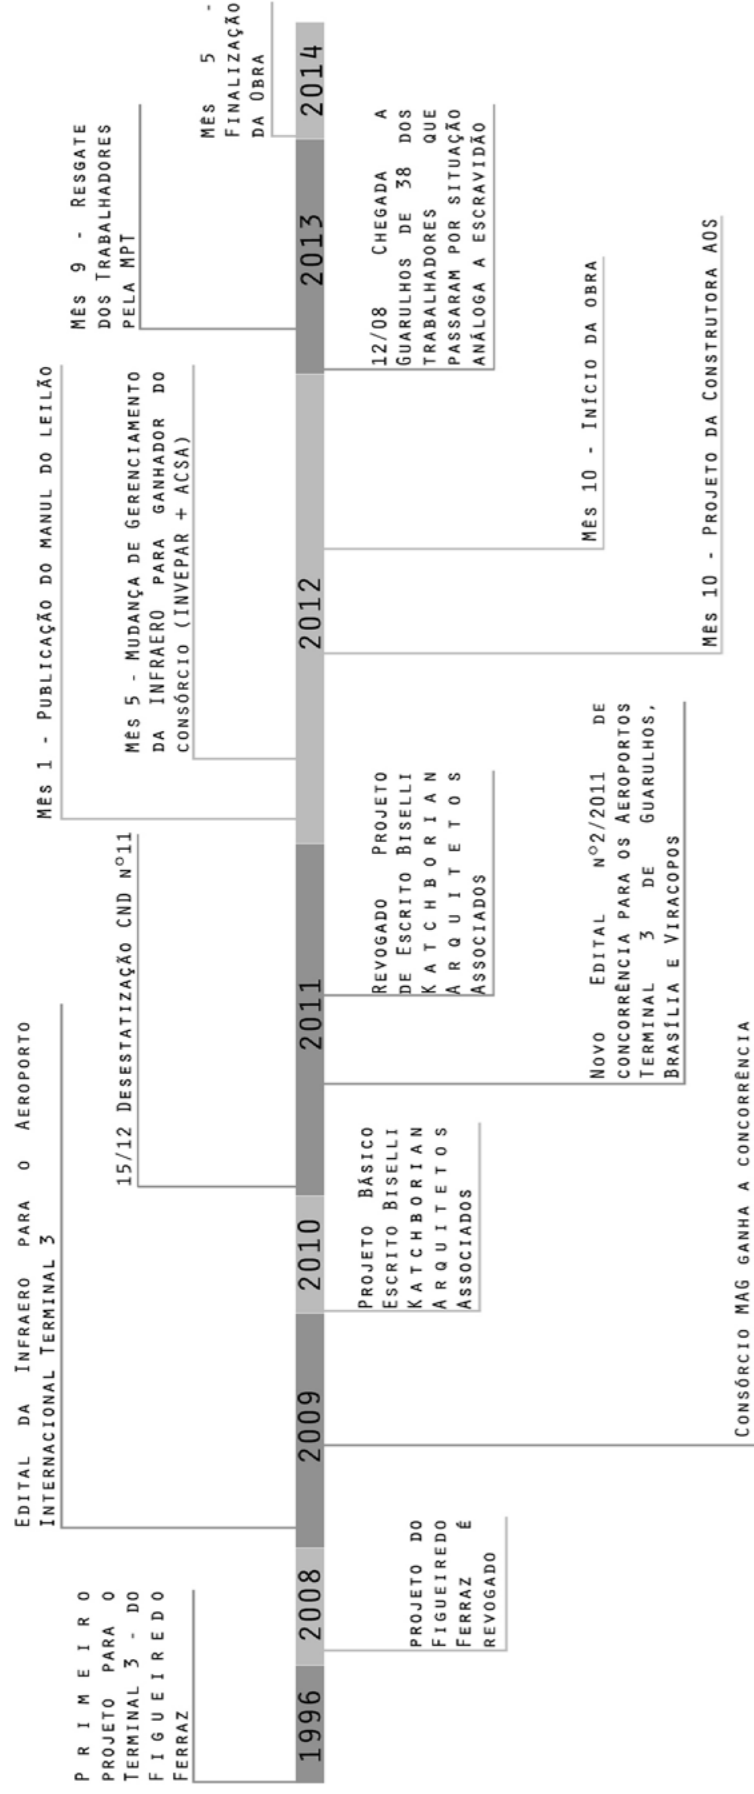 PRIMEIRO
PROJETO PARA O
TERMINAL 3 - DO
FIGUEIREDO
FERRAZ
EDITAL DA INFRAERO PARA O AEROPORTO
INTERNACIONAL TERMINAL 3
15/12 DESESTATIZAÇÃO CND Nº11
MÊS 1 - PUBLICAÇÃO DO MANUL DO LEILÃO
MÊS 5 - MUDANÇA DE GERENCIAMENTO
DA INFRAERO PARA GANHADOR DO
CONSÓRCIO (INVEPAR + ACSA)
MÊS 9 - RESGATE
DOS TRABALHADORES
PELA MPT
MÊS 5 -
FINALIZAÇÃO
DA OBRA
1996
2008
2009
2010
2011
2012
2013
2014
PROJETO DO
FIGUEIREDO
FERRAZ É
REVOGADO
CONSÓRCIO MAG GANHA A CONCORRÊNCIA
PROJETO BÁSICO
ESCRITO BISELLI
KATCHBORIAN
ARQUITETOS
ASSOCIADOS
NOVO EDITAL Nº2/2011 DE
CONCORRÊNCIA PARA OS AEROPORTOS
TERMINAL 3 DE GUARULHOS,
BRASÍLIA E VIRACOPOS
REVOGADO PROJETO
DE ESCRITO BISELLI
KATCHBORIAN
ARQUITETOS
ASSOCIADOS
MÊS 10 - PROJETO DA CONSTRUTORA AOS
MÊS 10 - INÍCIO DA OBRA
12/08 CHEGADA A
GUARULHOS DE 38 DOS
TRABALHADORES QUE
PASSARAM POR SITUAÇÃO
ANÁLOGA A ESCRAVIDÃO